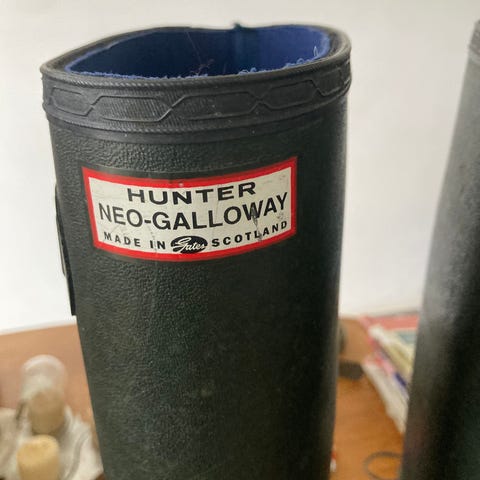 HUNTER
NEO-GALLOWAY
MADE IN Gates SCOTLAND